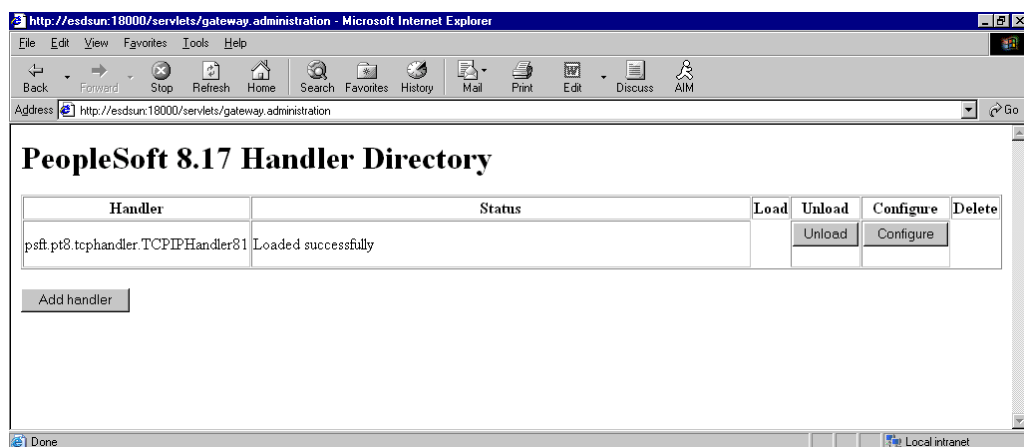 http://esdsun:18000/servlets/gateway.administration - Microsoft Internet Explorer
File Edit View Favorites Tools Help
Back Forward Stop Refresh Home Search Favorites History Mail Print Edit Discuss AIM
Address http://esdsun:18000/servlets/gateway.administration Go
PeopleSoft 8.17 Handler Directory
Handler Status Load Unload Configure Delete
psft.pt8.tcphandler.TCPIPHandler81 Loaded successfully Unload Configure
Add handler
Done Local intranet